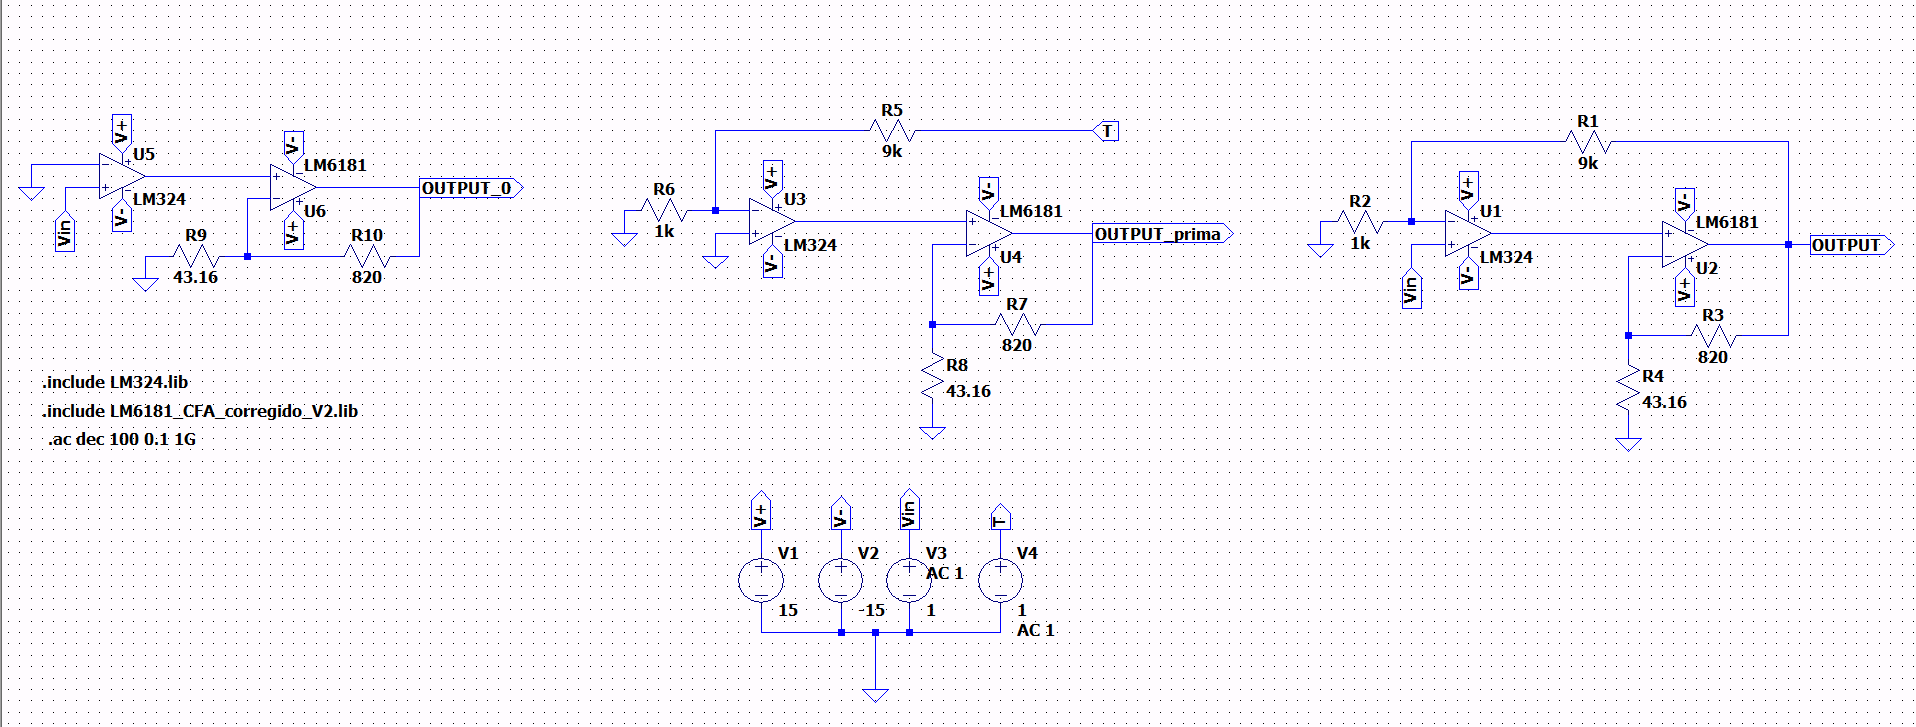 V+
U5
LM324
V-
Vin
V-
LM6181
U6
V+
OUTPUT_0
R9
43.16
R10
820
R5
9k
T
R6
1k
V+
U3
LM324
V-
V-
LM6181
U4
V+
OUTPUT_prima
R7
820
R8
43.16
R1
9k
R2
1k
V+
U1
LM324
V-
Vin
V-
LM6181
U2
V+
OUTPUT
R3
820
R4
43.16
.include LM324.lib
.include LM6181_CFA_corregido_V2.lib
.ac dec 100 0.1 1G
V+
V1
15
V-
V2
-15
Vin
V3
AC 1
1
T
V4
1
AC 1